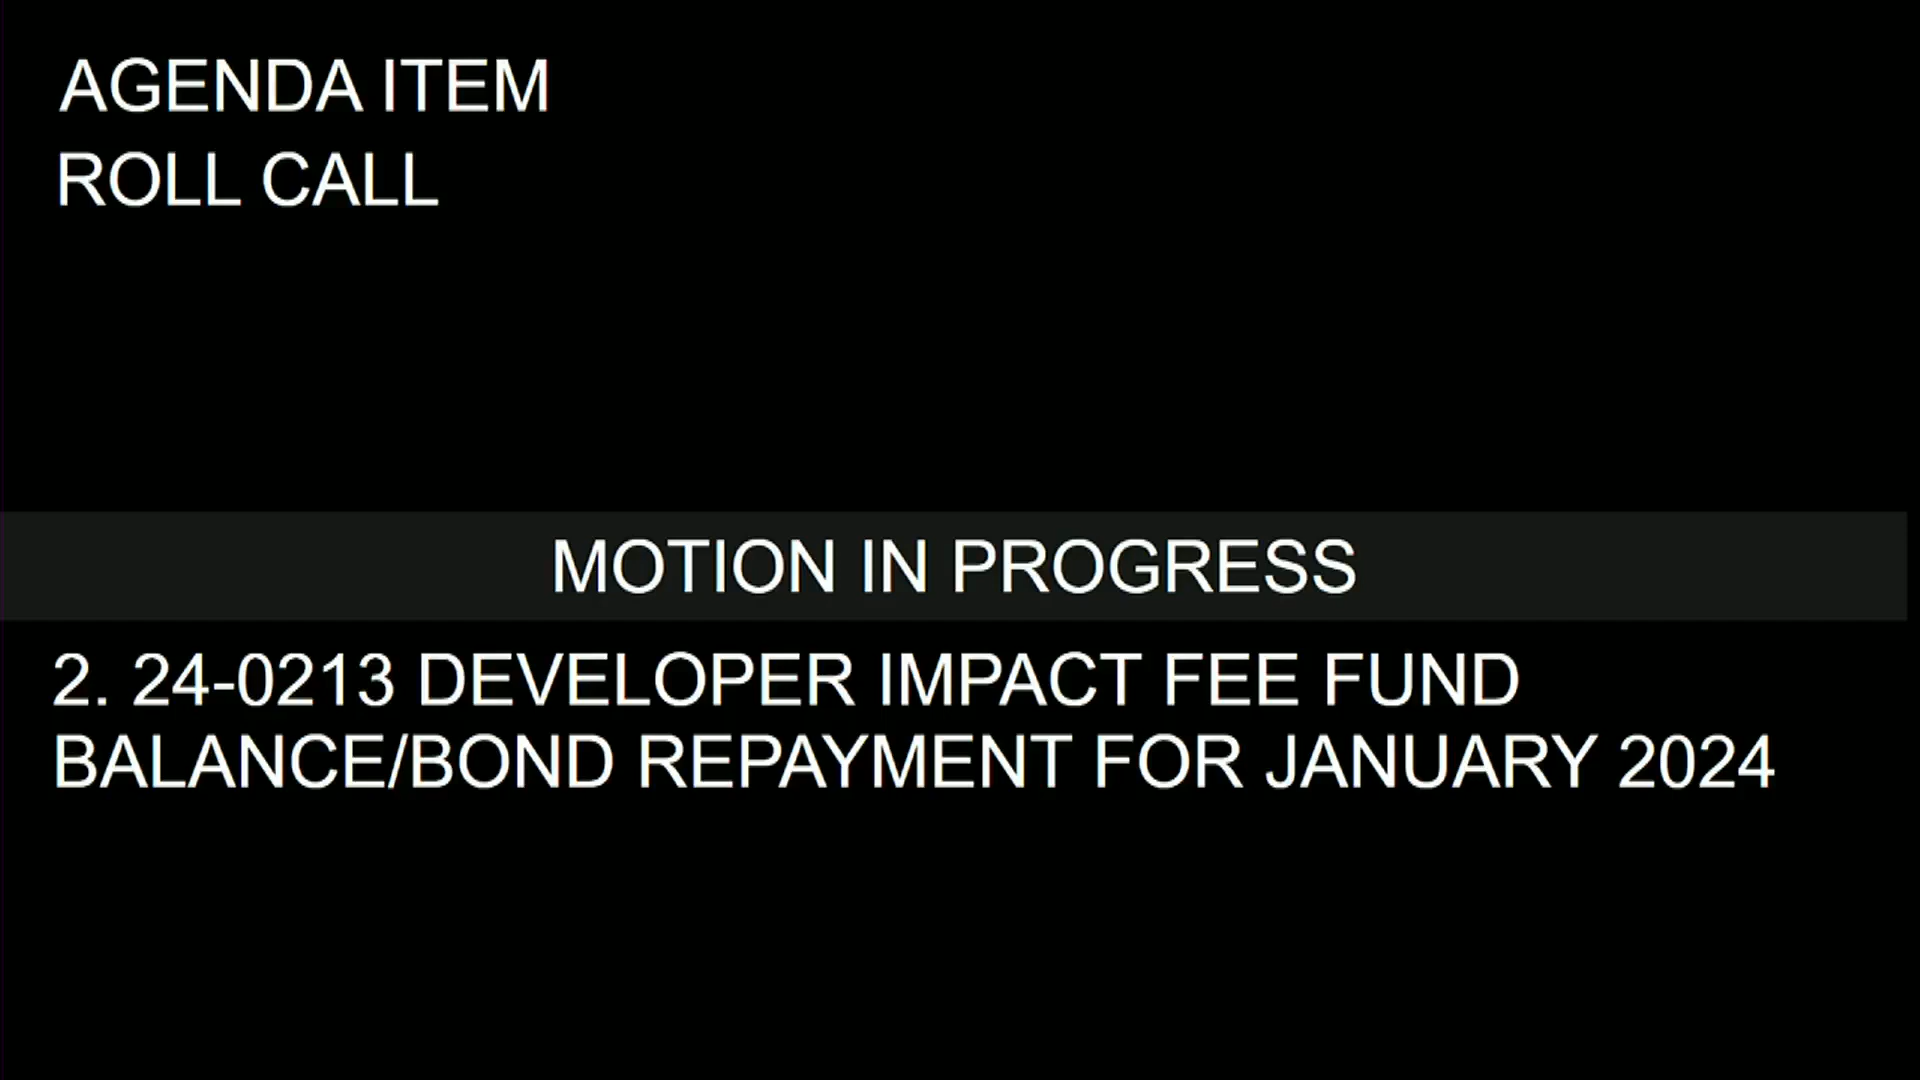 AGENDA ITEM
ROLL CALL
MOTION IN PROGRESS
2. 24-0213 DEVELOPER IMPACT FEE FUND
BALANCE/BOND REPAYMENT FOR JANUARY 2024